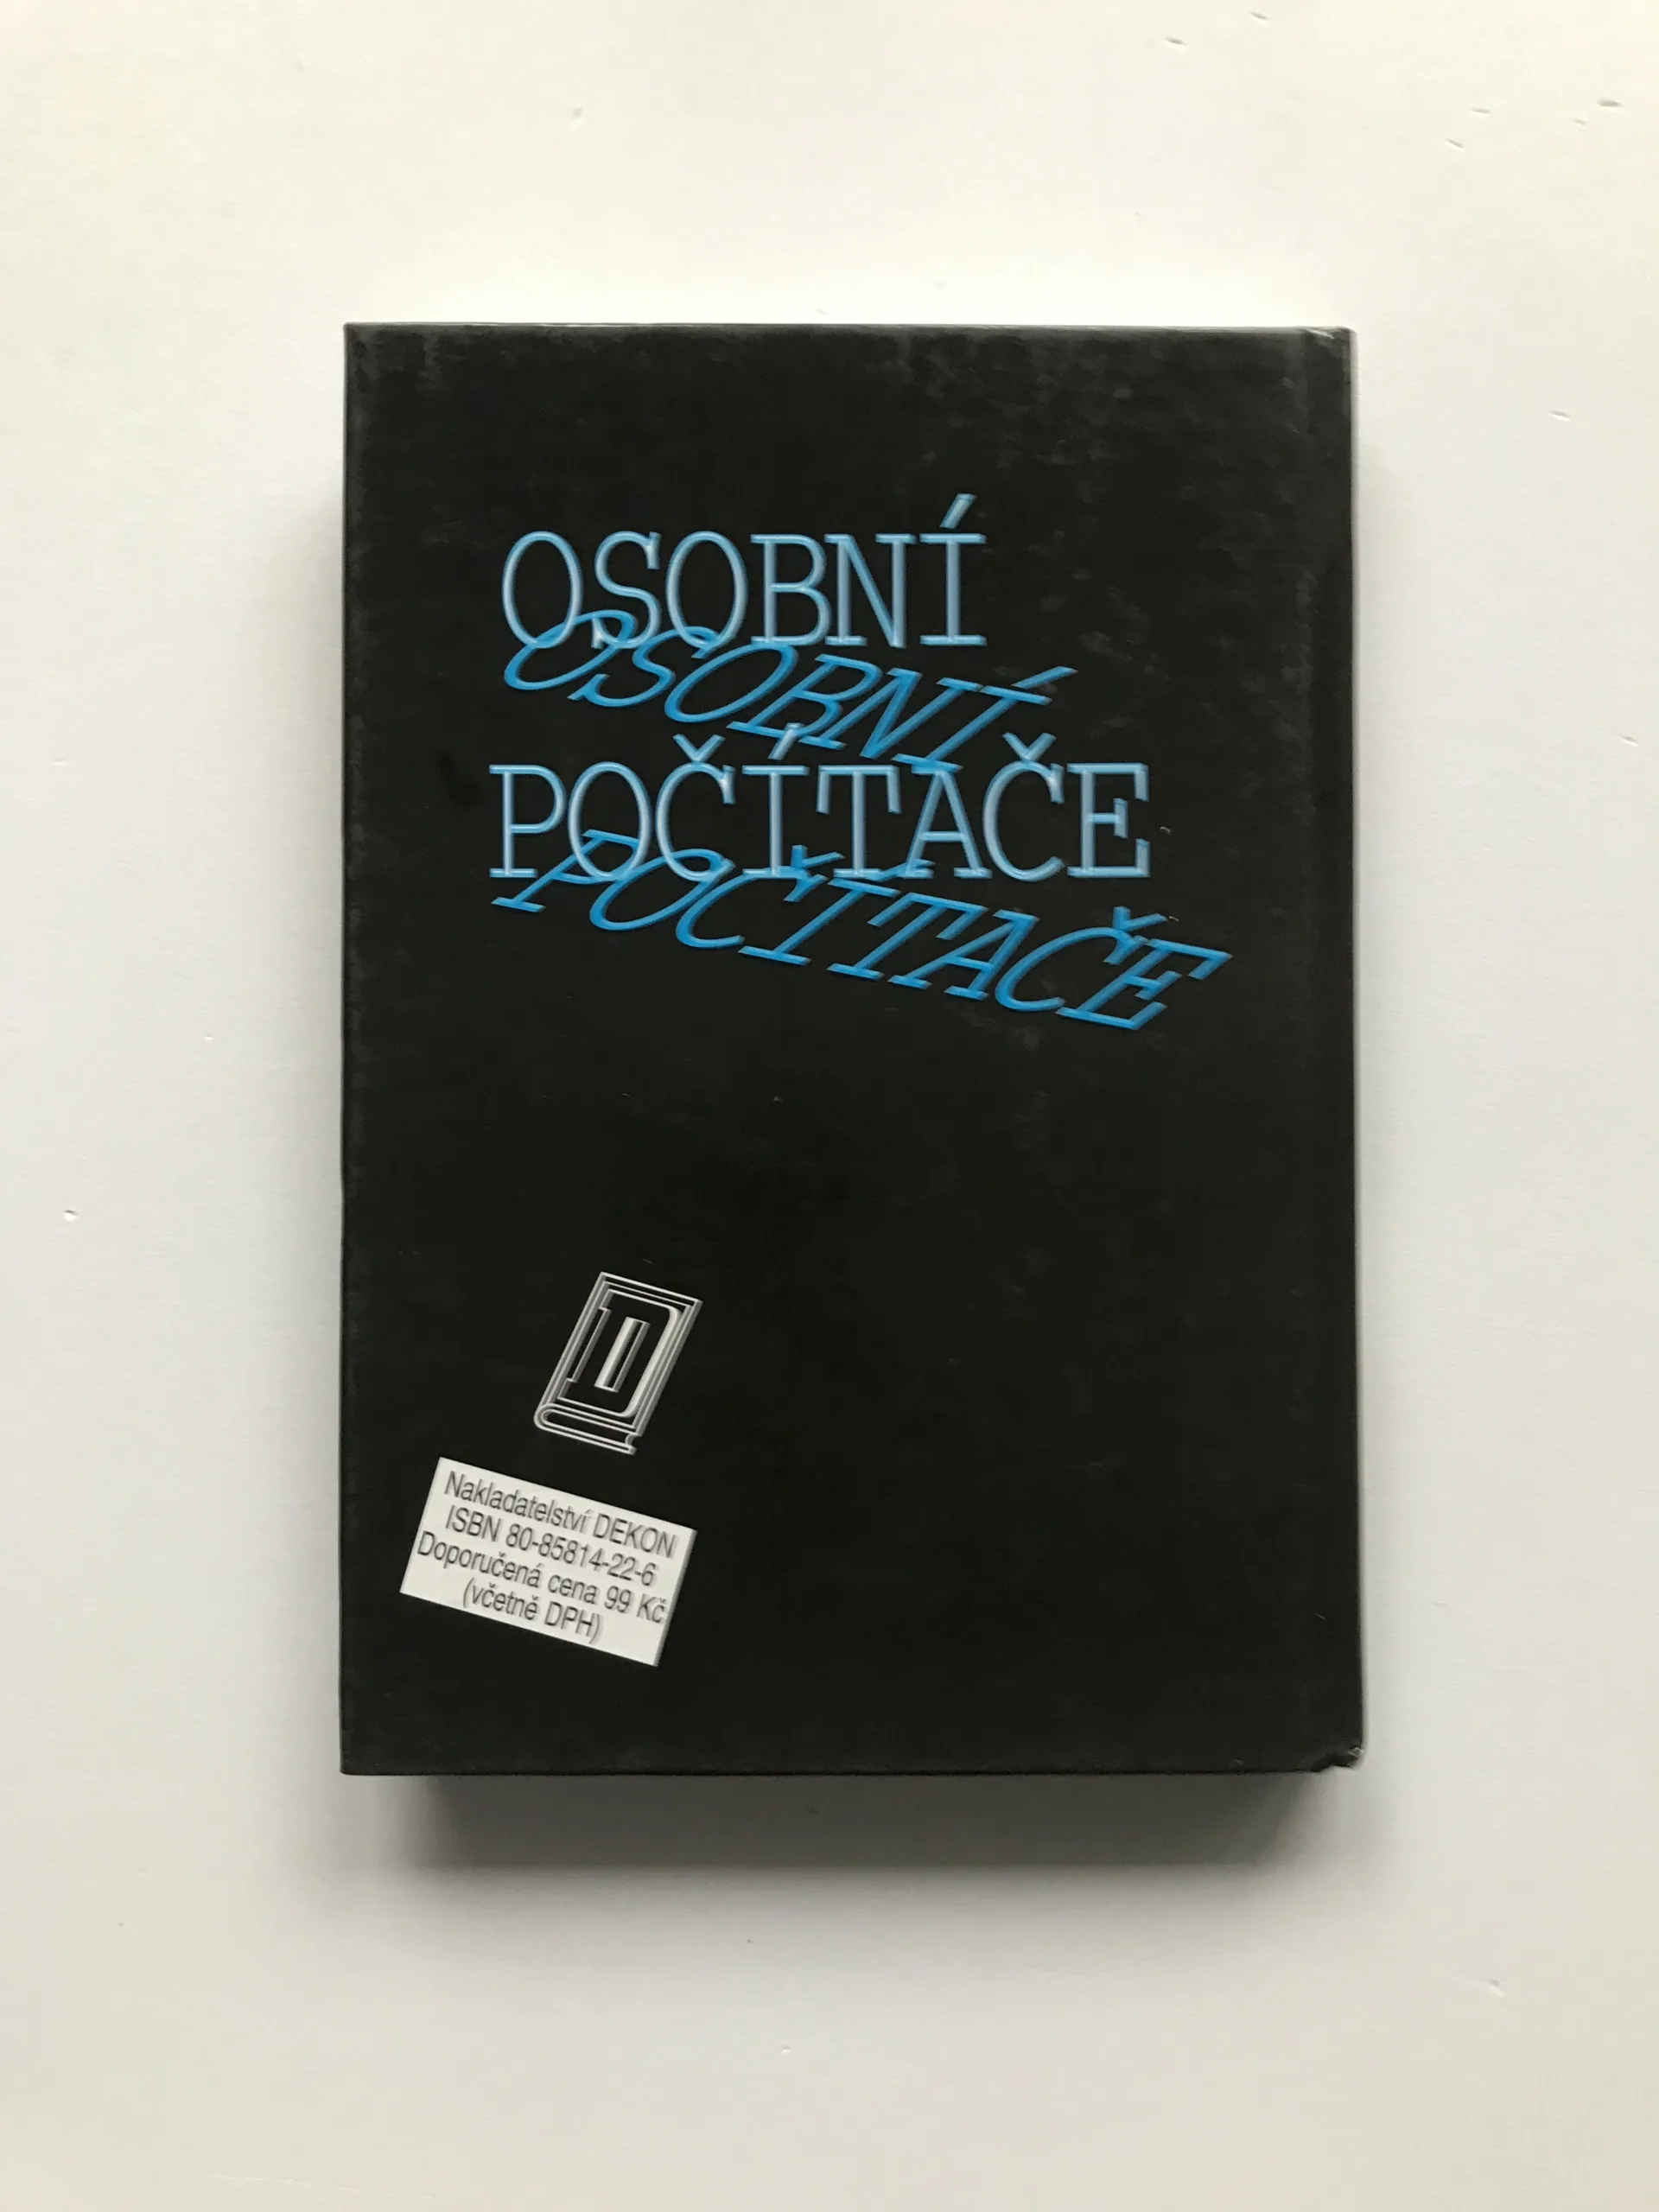 OSOBNÍ
OSOBNÍ
POČÍTAČE
POČÍTAČE
D
Nakladatelství DEKON
ISBN 80-85814-22-6
Doporučená cena 99 Kč
(včetně DPH)